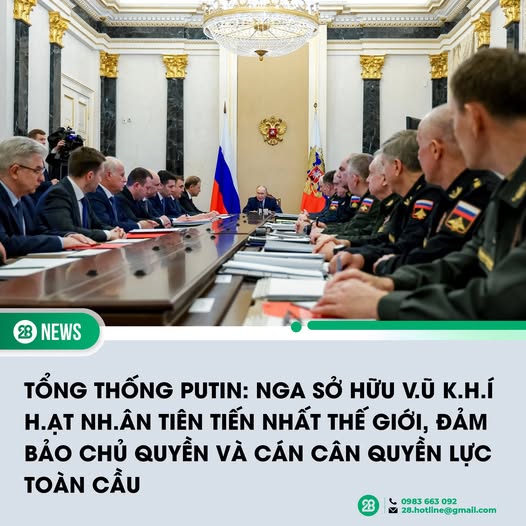 28 NEWS
TỔNG THỐNG PUTIN: NGA SỞ HỮU V.Ũ K.H.Í
H.ẠT NH.ÂN TIÊN TIẾN NHẤT THẾ GIỚI, ĐẢM
BẢO CHỦ QUYỀN VÀ CÁN CÂN QUYỀN LỰC
TOÀN CẦU
28
0983 663 092
28.hotline@gmail.com